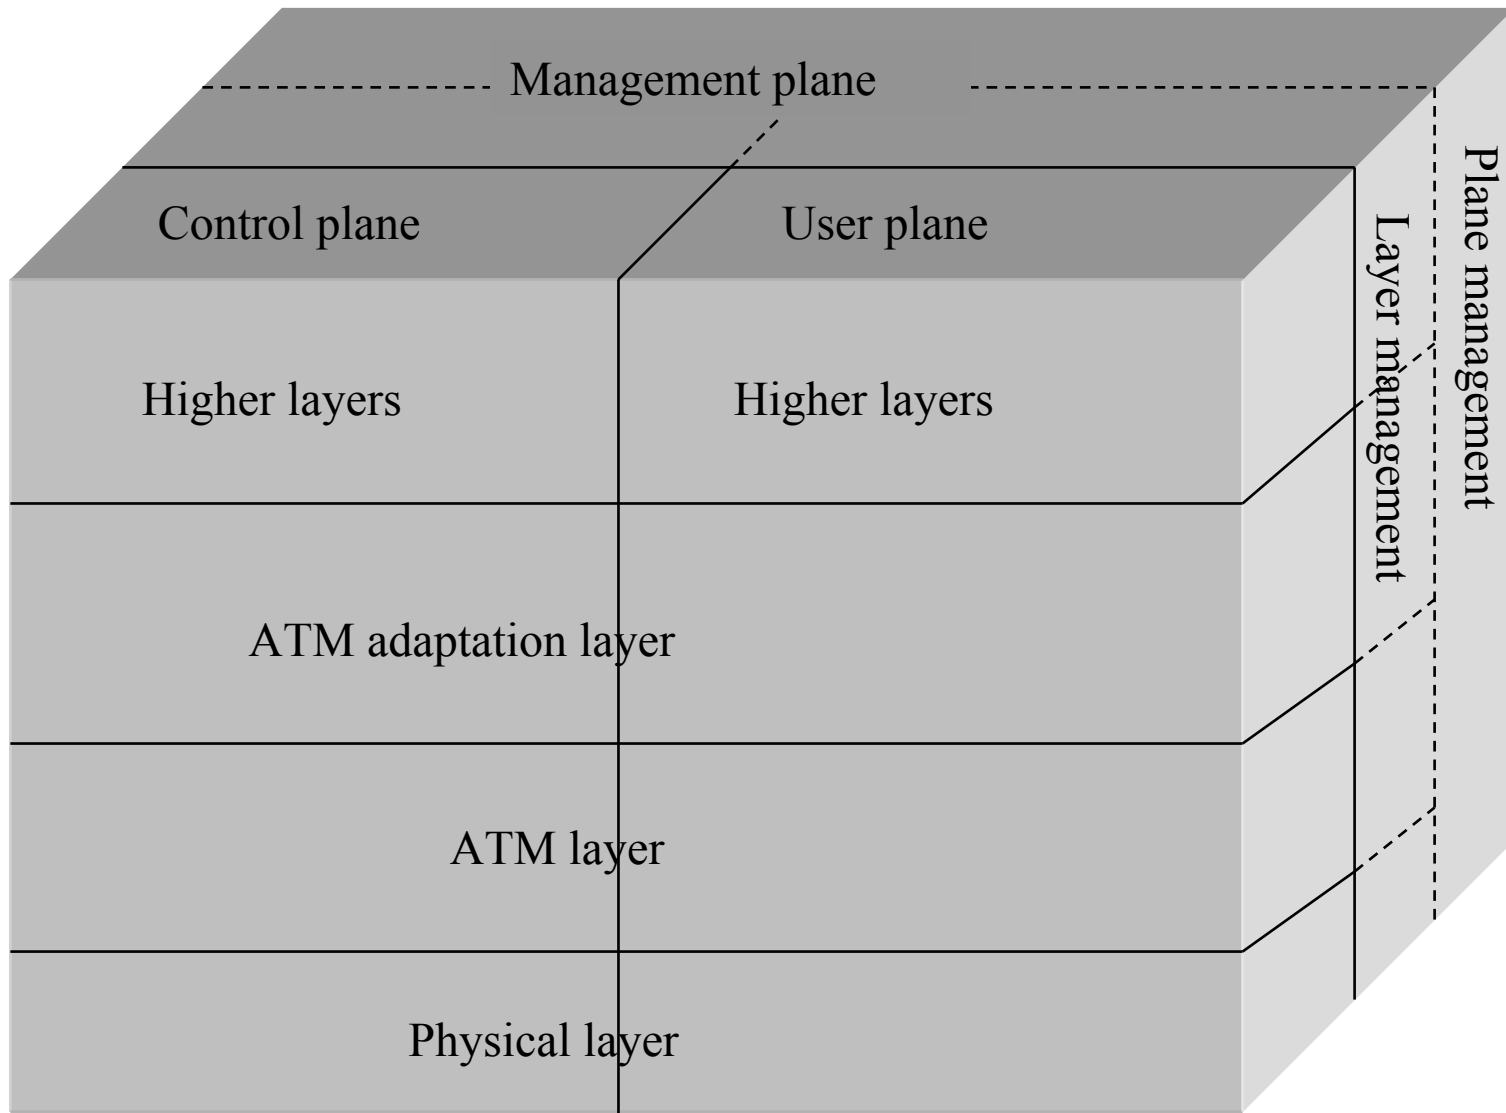 Management plane
Control plane
User plane
Higher layers
Higher layers
ATM adaptation layer
ATM layer
Physical layer
Layer management
Plane management